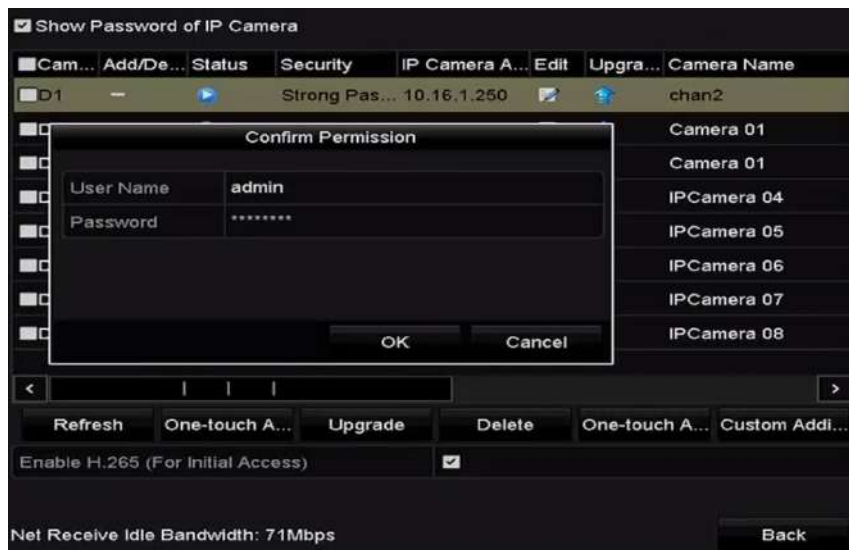 Show Password of IP Camera
Cam... Add/De... Status Security IP Camera A... Edit Upgra... Camera Name
D1 — Strong Pas... 10.16.1.250 chan2
Confirm Permission
Camera 01
Camera 01
User Name admin
IPCamera 04
Password ********
IPCamera 05
IPCamera 06
IPCamera 07
OK Cancel
IPCamera 08
Refresh One-touch A... Upgrade Delete One-touch A... Custom Addi...
Enable H.265 (For Initial Access)
Net Receive Idle Bandwidth: 71Mbps Back